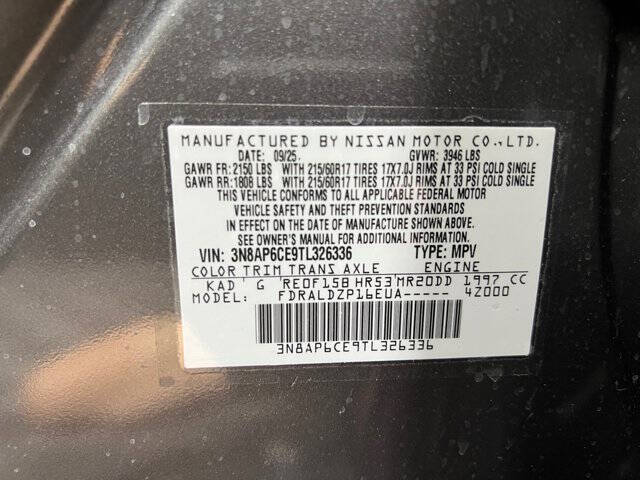 MANUFACTURED BY NISSAN MOTOR CO.,LTD.
DATE: 09/25 GVWR: 3946 LBS
GAWR FR: 2150 LBS WITH 215/60R17 TIRES 17X7.0J RIMS AT 33 PSI COLD SINGLE
GAWR RR: 1808 LBS WITH 215/60R17 TIRES 17X7.0J RIMS AT 33 PSI COLD SINGLE
THIS VEHICLE CONFORMS TO ALL APPLICABLE FEDERAL MOTOR
VEHICLE SAFETY AND THEFT PREVENTION STANDARDS
IN EFFECT ON THE DATE OF MANUFACTURE SHOWN ABOVE.
SEE OWNER'S MANUAL FOR ADDITIONAL INFORMATION.
VIN: 3N8AP6CE9TL326336 TYPE: MPV
COLOR TRIM TRANS AXLE ENGINE
KAD G RE0F15B HR53 MR20DD 1997 CC
MODEL: FDRALDZP16EUA----- 4Z000
3N8AP6CE9TL326336